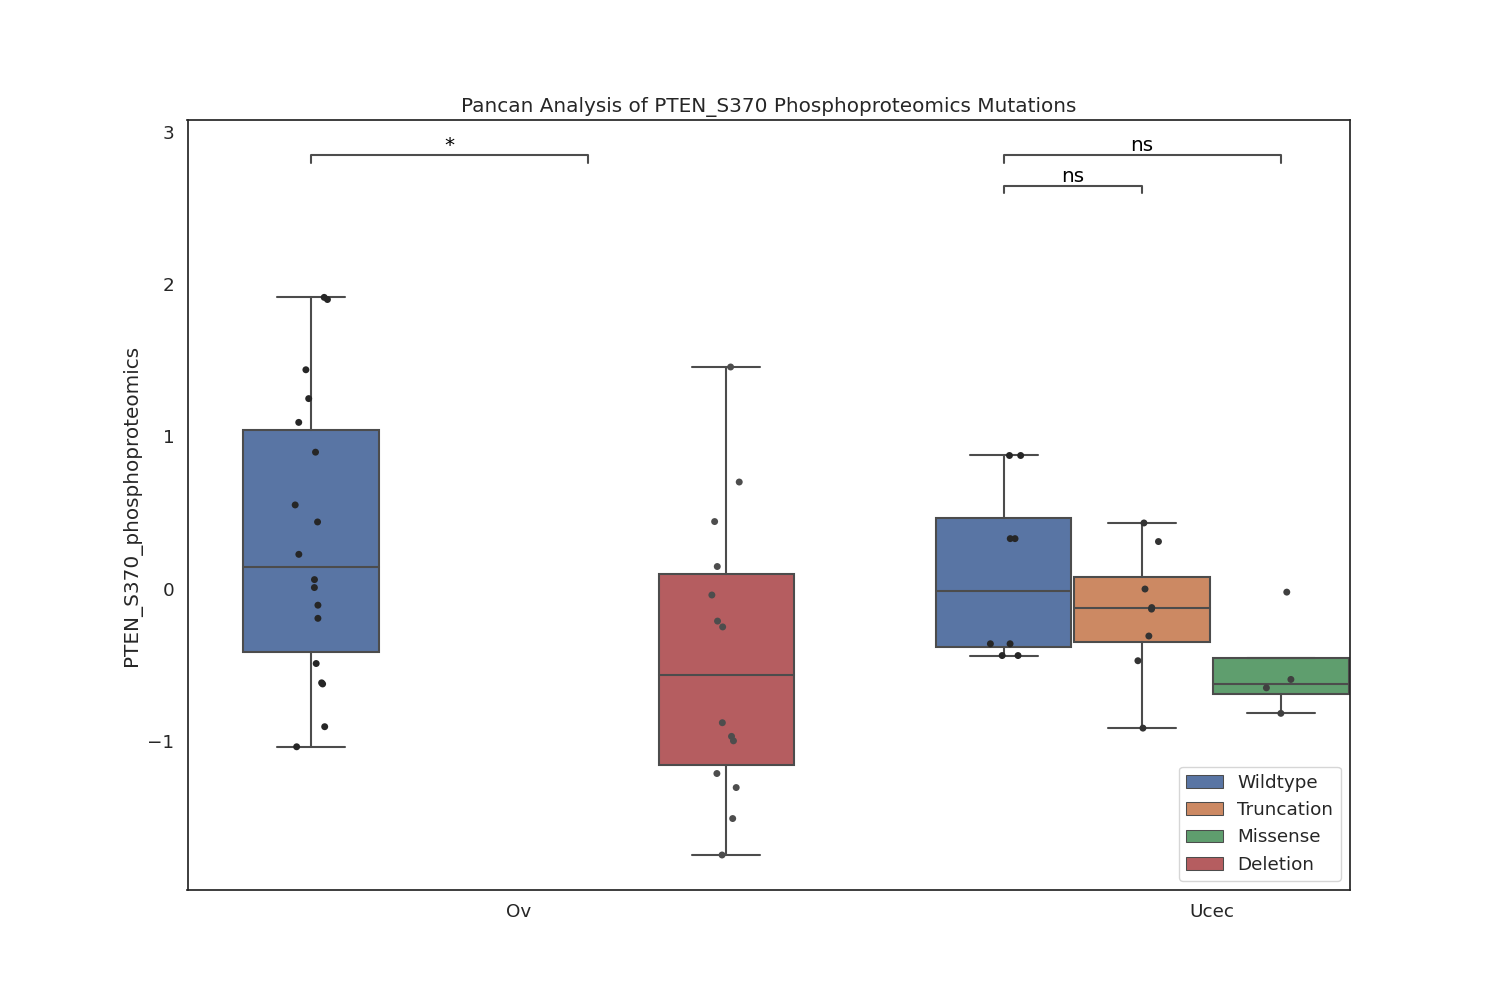 Pancan Analysis of PTEN_S370 Phosphoproteomics Mutations
3
2
1
0
−1
PTEN_S370_phosphoproteomics
*
ns
ns
Ov
Ucec
Wildtype
Truncation
Missense
Deletion